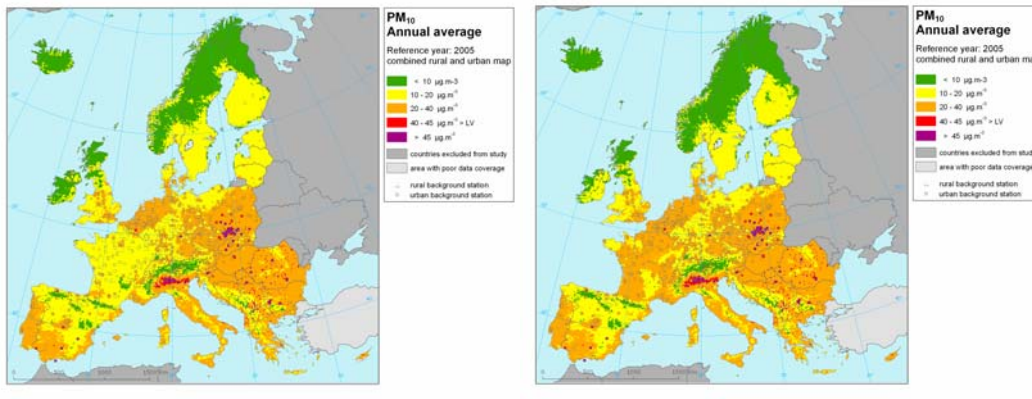 PM10
Annual average
Reference year: 2005
combined rural and urban map
< 10 µg.m-3
10 - 20 µg.m⁻³
20 - 40 µg.m⁻³
40 - 45 µg.m⁻³ > LV
> 45 µg.m⁻³
countries excluded from study
area with poor data coverage
rural background station
urban background station
PM10
Annual average
Reference year: 2005
combined rural and urban ma
< 10 µg.m-3
10 - 20 µg.m⁻³
20 - 40 µg.m⁻³
40 - 45 µg.m⁻³ > LV
> 45 µg.m⁻³
countries excluded from study
area with poor data coverage
rural background station
urban background station